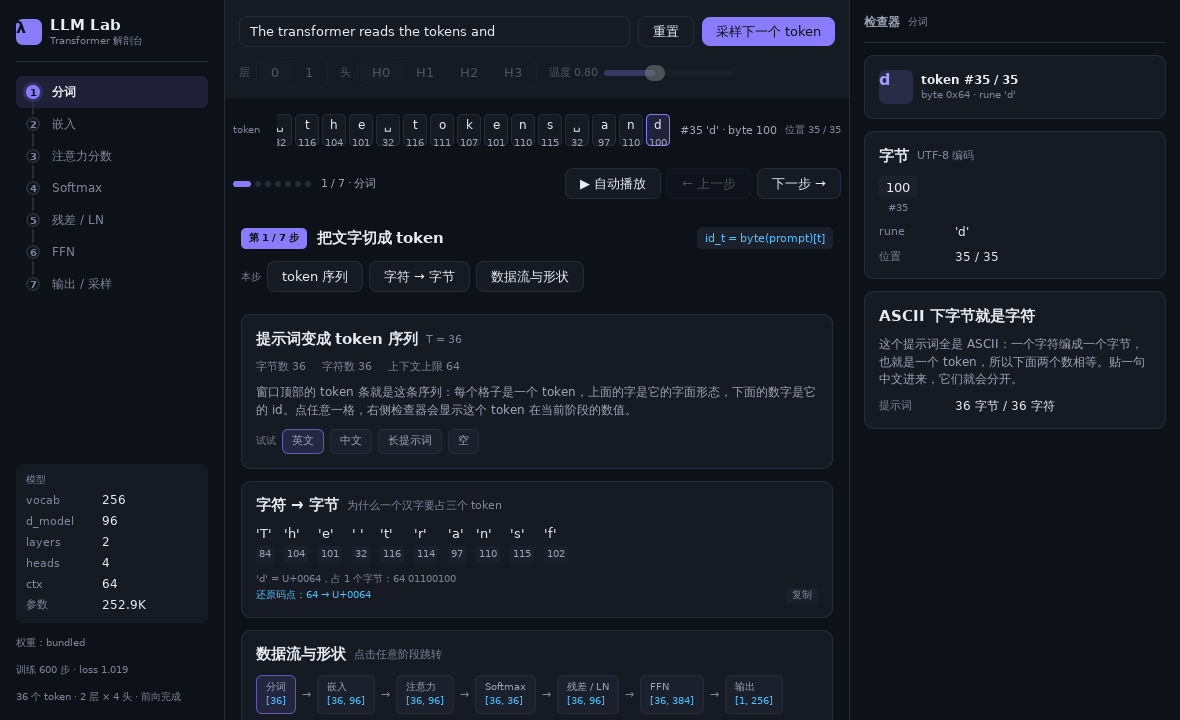 λ
LLM Lab
Transformer 解剖台
1 分词
2 嵌入
3 注意力分数
4 Softmax
5 残差 / LN
6 FFN
7 输出 / 采样
模型
vocab 256
d_model 96
layers 2
heads 4
ctx 64
参数 252.9K
权重：bundled
训练 600 步 · loss 1.019
36 个 token · 2 层 × 4 头 · 前向完成
The transformer reads the tokens and
重置
采样下一个 token
层 0 1 头 H0 H1 H2 H3 温度 0.80
token
␣ t h e ␣ t o k e n s ␣ a n d
32 116 104 101 32 116 111 107 101 110 115 32 97 110 100
#35 'd' · byte 100 位置 35 / 35
1 / 7 · 分词
▶ 自动播放
← 上一步
下一步 →
第 1 / 7 步 把文字切成 token
id_t = byte(prompt)[t]
本步 token 序列 字符 → 字节 数据流与形状
提示词变成 token 序列 T = 36
字节数 36 字符数 36 上下文上限 64
窗口顶部的 token 条就是这条序列：每个格子是一个 token，上面的字是它的字面形态，下面的数字是它
的 id。点任意一格，右侧检查器会显示这个 token 在当前阶段的数值。
试试 英文 中文 长提示词 空
字符 → 字节 为什么一个汉字要占三个 token
'T' 'h' 'e' ' ' 't' 'r' 'a' 'n' 's' 'f'
84 104 101 32 116 114 97 110 115 102
'd' = U+0064，占 1 个字节：64 01100100
还原码点：64 → U+0064
复制
数据流与形状 点击任意阶段跳转
分词 → 嵌入 → 注意力 → Softmax → 残差 / LN → FFN → 输出
[36] [36, 96] [36, 96] [36, 36] [36, 96] [36, 384] [1, 256]
检查器 分词
d
token #35 / 35
byte 0x64 · rune 'd'
字节 UTF-8 编码
100
#35
rune 'd'
位置 35 / 35
ASCII 下字节就是字符
这个提示词全是 ASCII：一个字符编成一个字节，
也就是一个 token，所以下面两个数相等。贴一句
中文进来，它们就会分开。
提示词 36 字节 / 36 字符